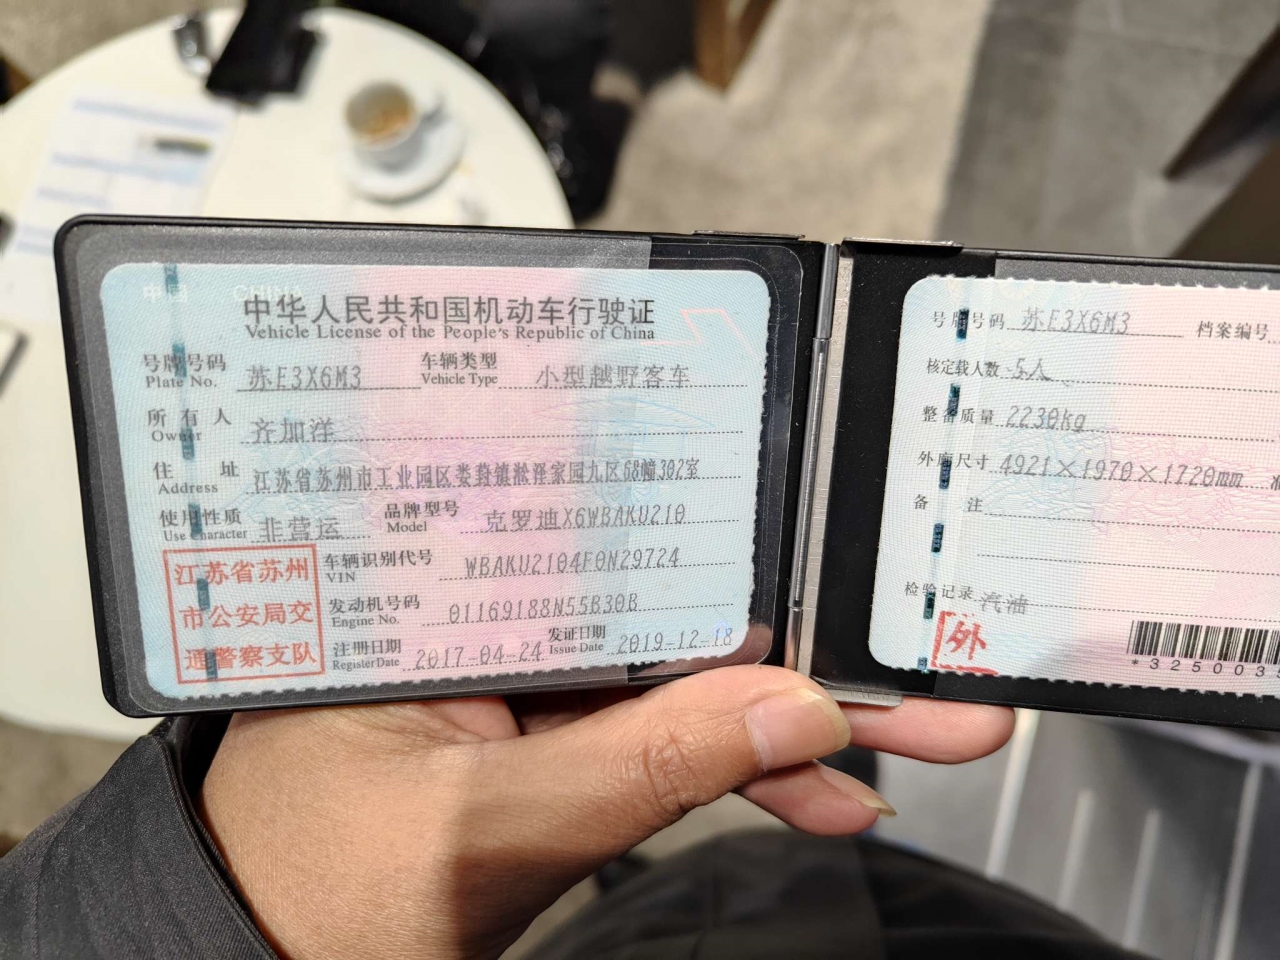 中国 CHINA
中华人民共和国机动车行驶证
Vehicle License of the People's Republic of China
号牌号码 苏E3X6M3 车辆类型 小型越野客车
Plate No. Vehicle Type
所有人 齐加洋
Owner
住址 江苏省苏州市工业园区娄葑镇淞泽家园九区68幢302室
Address
使用性质 非营运 品牌型号 克罗迪X6WBAKU210
Use Character Model
江苏省苏州
市公安局交
通警察支队
车辆识别代号 WBAKU2104F0N29724
VIN
发动机号码 01169188N55B30B
Engine No.
注册日期 2017-04-24 发证日期 2019-12-18
Register Date Issue Date
号牌号码 苏E3X6M3 档案编号
核定载人数 5人
整备质量 2230kg
外廓尺寸 4921×1970×1720mm
备注
检验记录 汽油
外
*325003